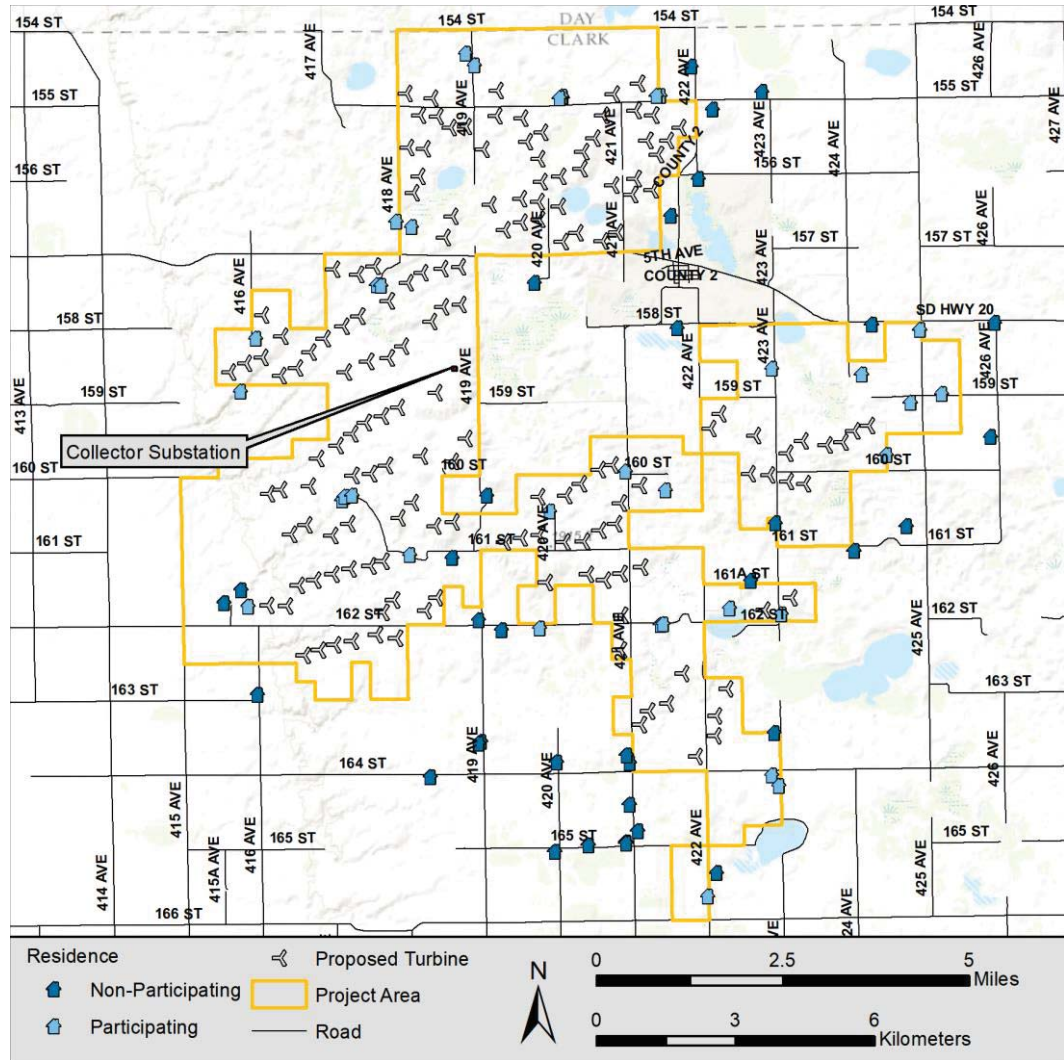 154 ST
DAY
CLARK
154 ST
154 ST
417 AVE
419 AVE
422 AVE
426 AVE
155 ST
155 ST
155 ST
427 AVE
421 AVE
COUNTY 2
423 AVE
424 AVE
156 ST
156 ST
418 AVE
420 AVE
421 AVE
426 AVE
157 ST
157 ST
5TH AVE
COUNTY 2
423 AVE
416 AVE
158 ST
158 ST
SD HWY 20
422 AVE
423 AVE
426 AVE
413 AVE
159 ST
419 AVE
159 ST
159 ST
159 ST
Collector Substation
160 ST
160 ST
160 ST
160 ST
420 AVE
161 ST
161 ST
161 ST
161 ST
161A ST
162 ST
162 ST
162 ST
421 AVE
425 AVE
163 ST
163 ST
164 ST
419 AVE
420 AVE
426 AVE
415 AVE
416 AVE
415A AVE
165 ST
165 ST
165 ST
422 AVE
425 AVE
414 AVE
166 ST
24 AVE
Residence
Non-Participating
Participating
Proposed Turbine
Project Area
Road
N
0 2.5 5
Miles
0 3 6
Kilometers